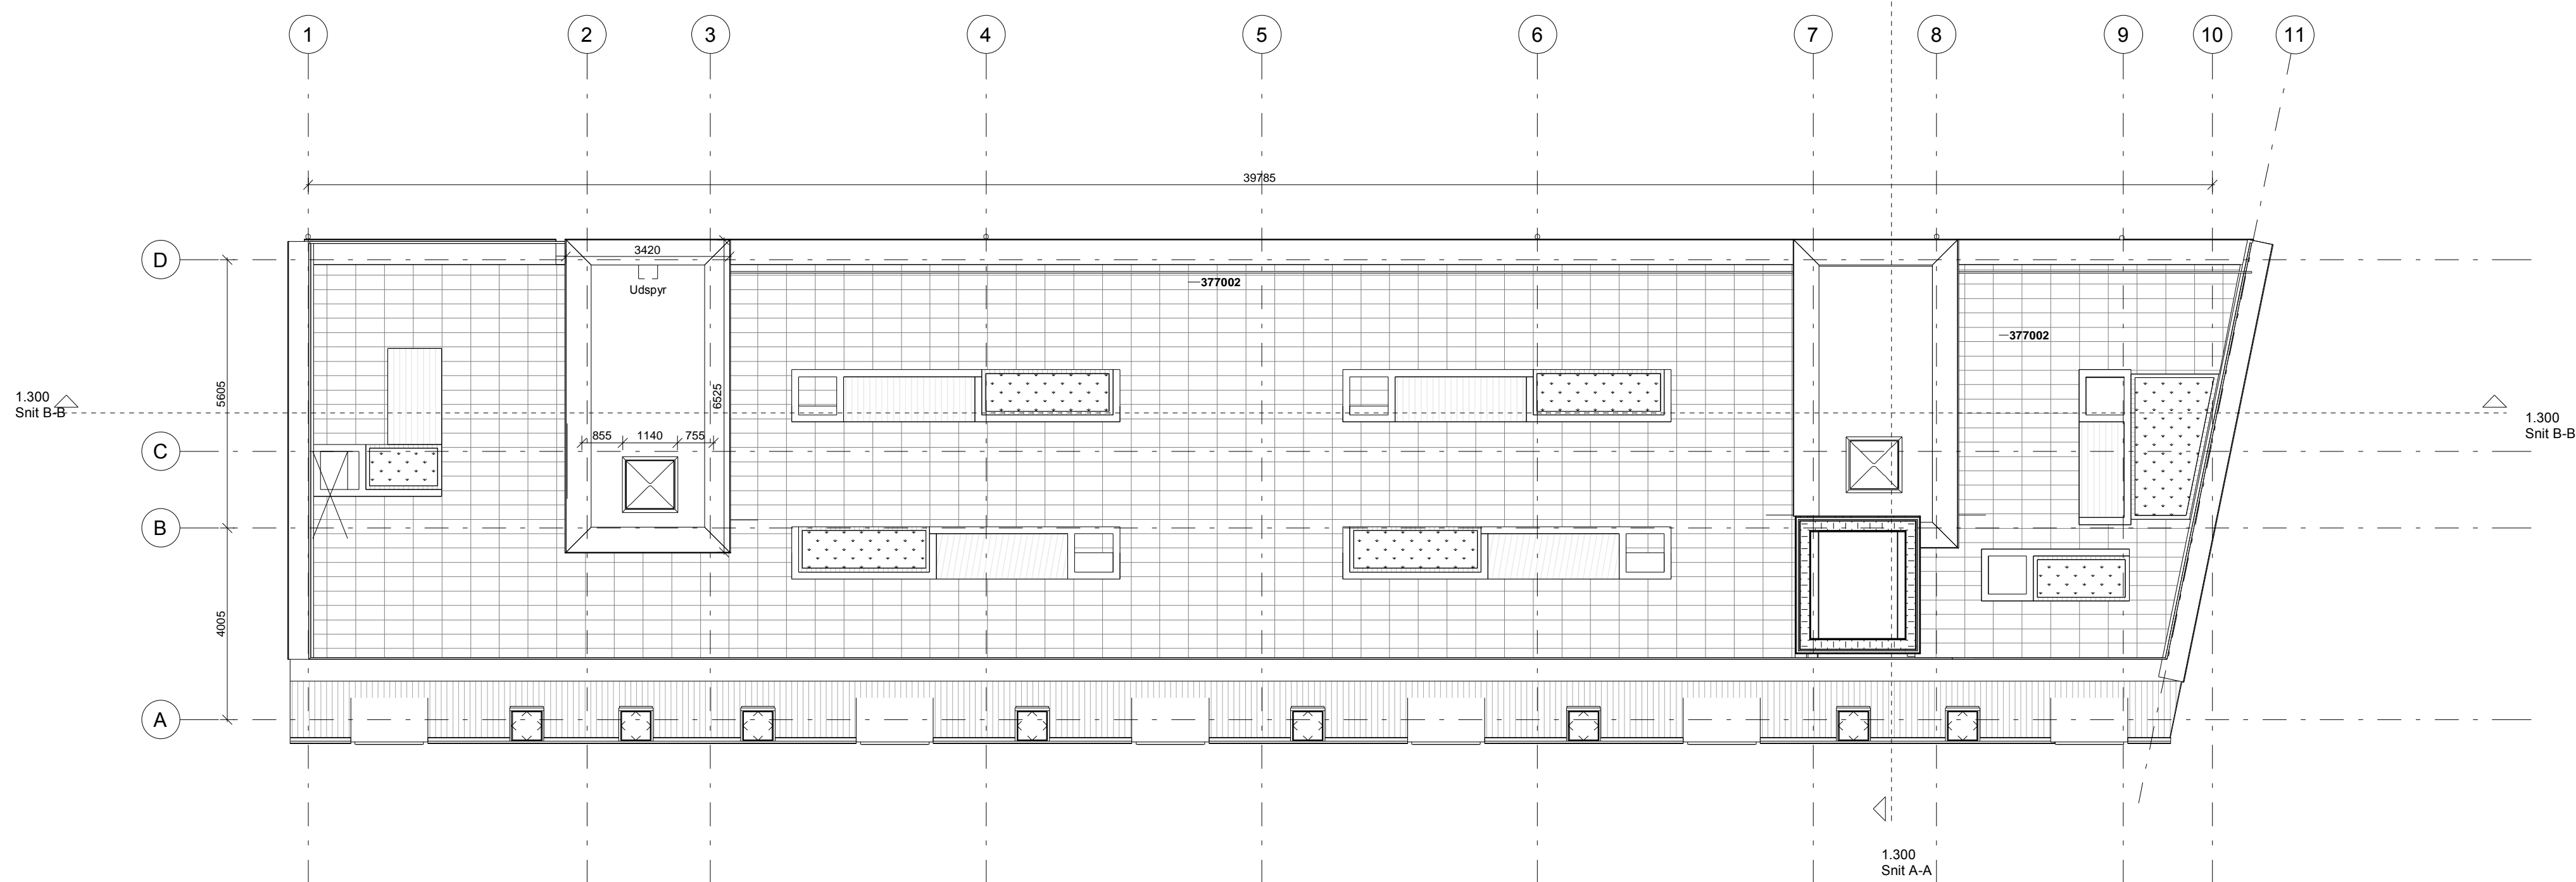 1 2 3 4 5 6 7 8 9 10 11
39785
D
3420
Udspyr
377002
377002
5605
6525
1.300
Snit B-B
1.300
Snit B-B
855 1140 755
C
B
4005
A
1.300
Snit A-A